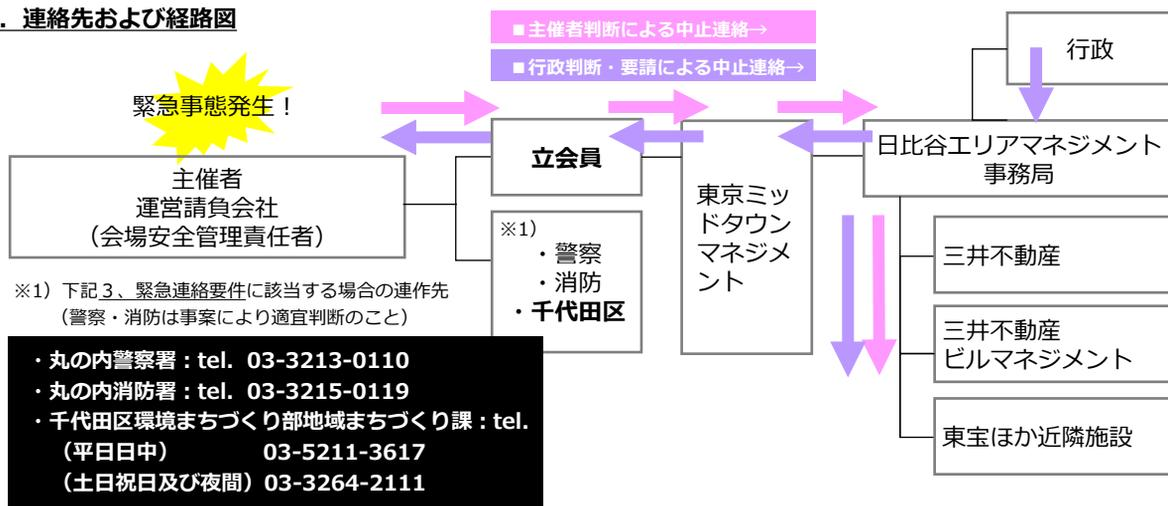 ．連絡先および経路図
■主催者判断による中止連絡→
■行政判断・要請による中止連絡→
行政
緊急事態発生！
立会員
日比谷エリアマネジメント
事務局
主催者
運営請負会社
（会場安全管理責任者）
東京ミッ
ドタウン
マネジメ
ント
※1）
・警察
・消防
・千代田区
三井不動産
三井不動産
ビルマネジメント
東宝ほか近隣施設
※1）下記３、緊急連絡要件に該当する場合の連作先
（警察・消防は事案により適宜判断のこと）
・丸の内警察署：tel. 03-3213-0110
・丸の内消防署：tel. 03-3215-0119
・千代田区環境まちづくり部地域まちづくり課：tel.
（平日日中） 03-5211-3617
（土日祝日及び夜間）03-3264-2111